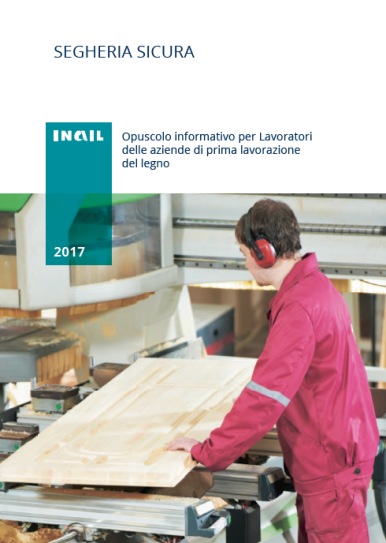 SEGHERIA SICURA
INAIL
Opuscolo informativo per Lavoratori
delle aziende di prima lavorazione
del legno
2017